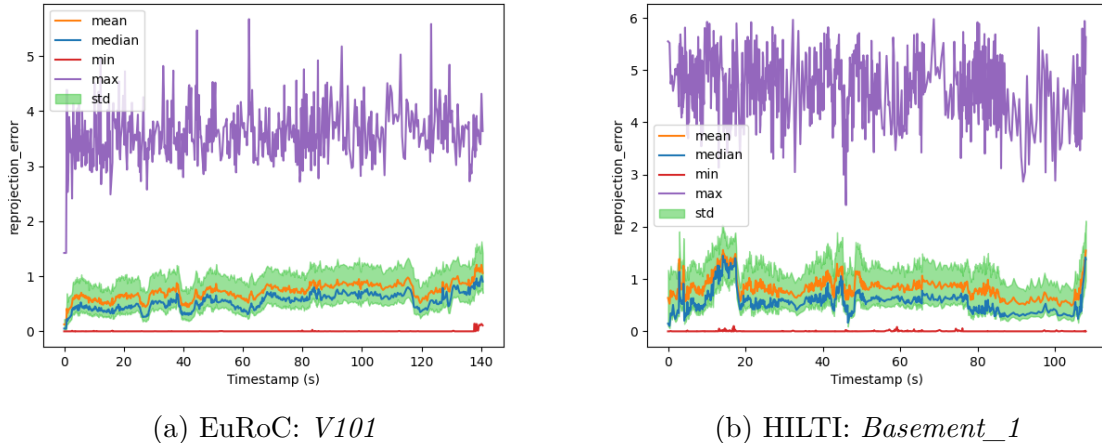 mean
median
min
max
std
5
4
3
2
1
0
reprojection_error
0 20 40 60 80 100 120 140
Timestamp (s)
(a) EuRoC: V101
6
5
4
3
2
1
0
reprojection_error
mean
median
min
max
std
0 20 40 60 80 100
Timestamp (s)
(b) HILTI: Basement_1